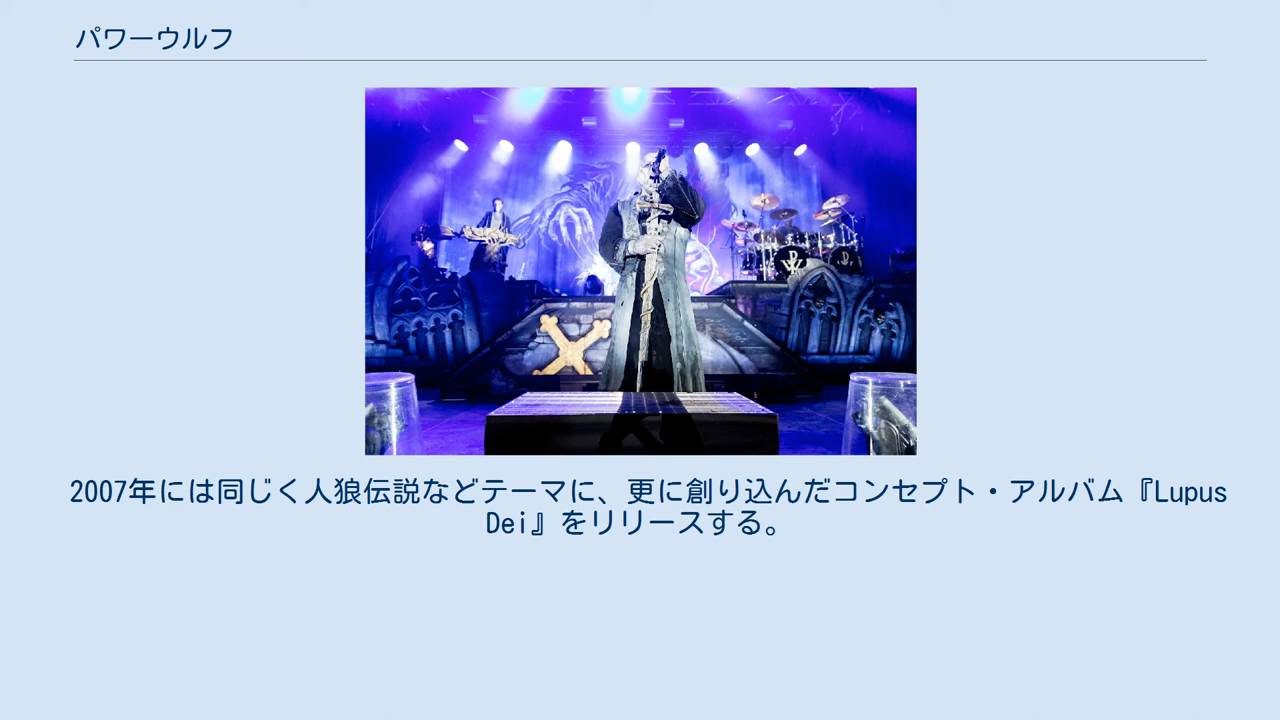 パワーウルフ
2007年には同じく人狼伝説などテーマに、更に創り込んだコンセプト・アルバム『Lupus
Dei』をリリースする。